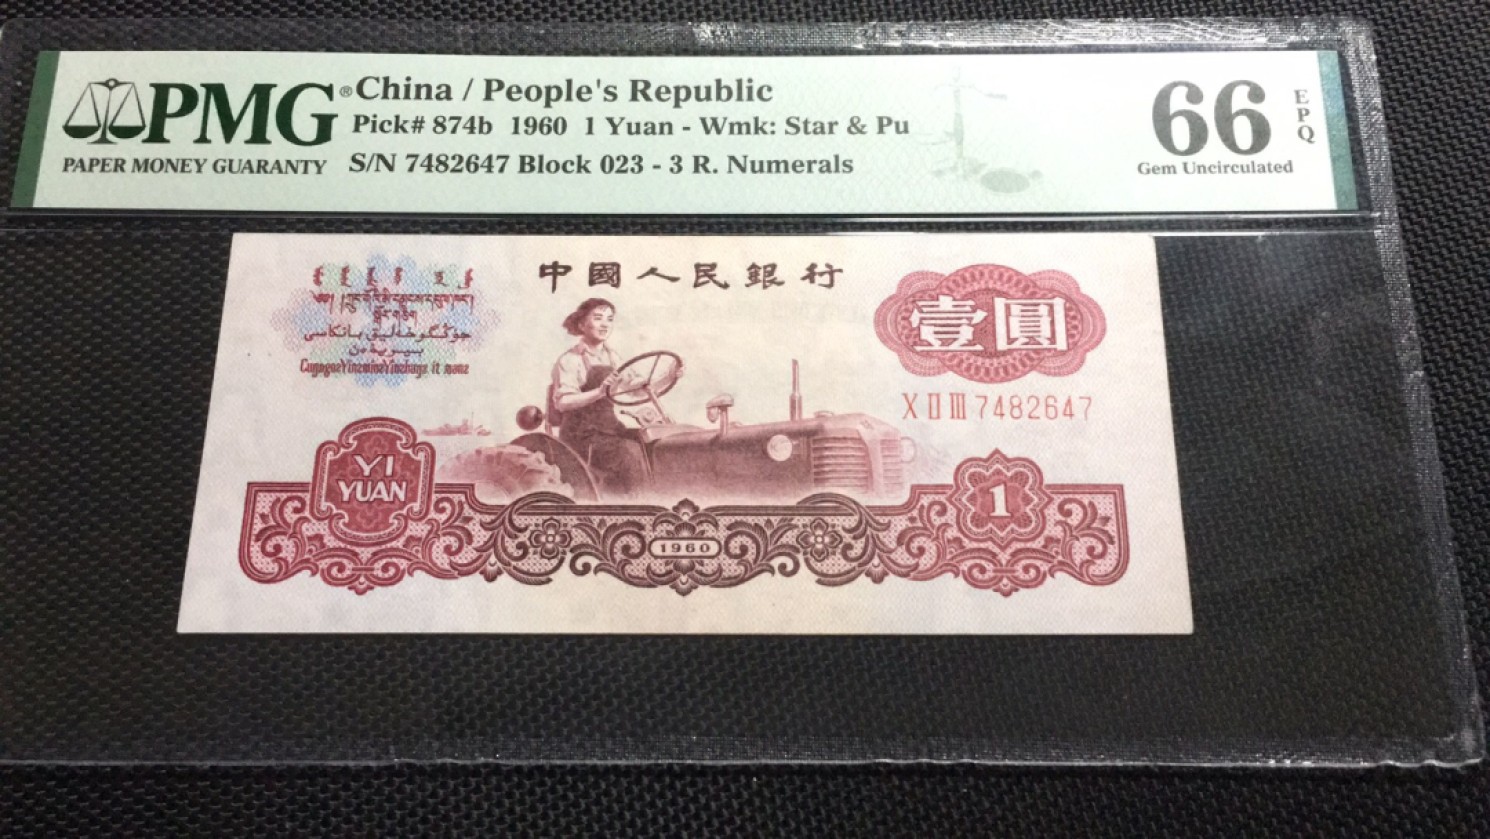 PMG®
PAPER MONEY GUARANTY
China / People's Republic
Pick# 874b 1960 1 Yuan - Wmk: Star & Pu
S/N 7482647 Block 023 - 3 R. Numerals
66
EPQ
Gem Uncirculated
中國人民銀行
壹圓
X II III 7482647
YI
YUAN
1
1960